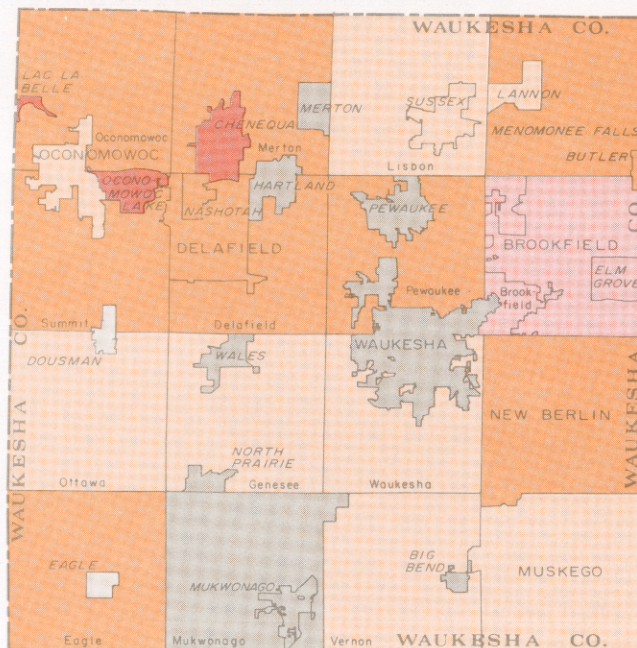 WAUKESHA CO.
LAC LA
BELLE
MERTON
SUSSEX
LANNON
CHENEQUA
Oconomowoc
OCONOMOWOC
Merton
MENOMONEE FALLS
BUTLER
Lisbon
OCONO-
MOWOC
LAKE
NASHOTAH
HARTLAND
PEWAUKEE
DELAFIELD
BROOKFIELD
CO.
ELM
GROVE
Pewaukee
Brook-
field
Summit
Delafield
WAUKESHA
DOUSMAN
WALES
CO.
NEW BERLIN
WAUKESHA
NORTH
PRAIRIE
Ottawa
Genesee
Waukesha
WAUKESHA
EAGLE
MUKWONAGO
BIG
BEND
MUSKEGO
Eagle
Mukwonago
Vernon
WAUKESHA CO.